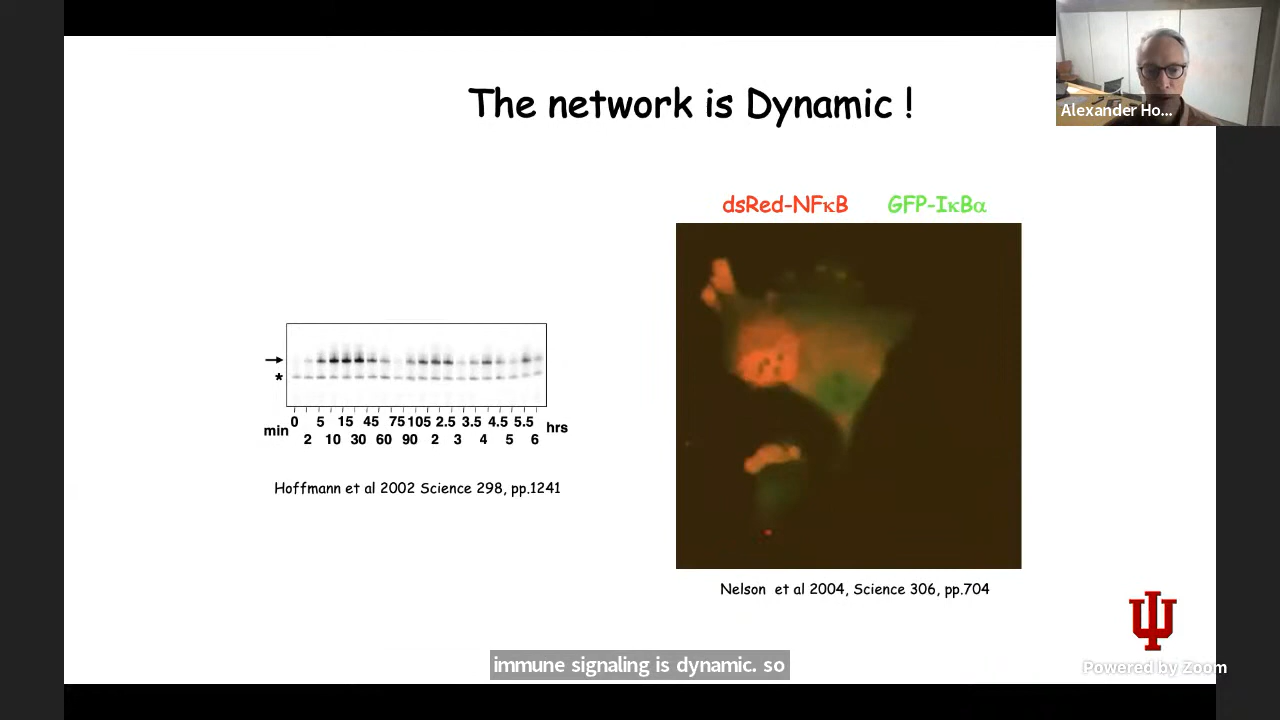 The network is Dynamic !
Alexander Ho...
dsRed-NFκB GFP-IκBα
*
min 0 5 15 45 75 105 2.5 3.5 4.5 5.5 hrs
2 10 30 60 90 2 3 4 5 6
Hoffmann et al 2002 Science 298, pp.1241
Nelson et al 2004, Science 306, pp.704
immune signaling is dynamic. so
Powered by Zoom